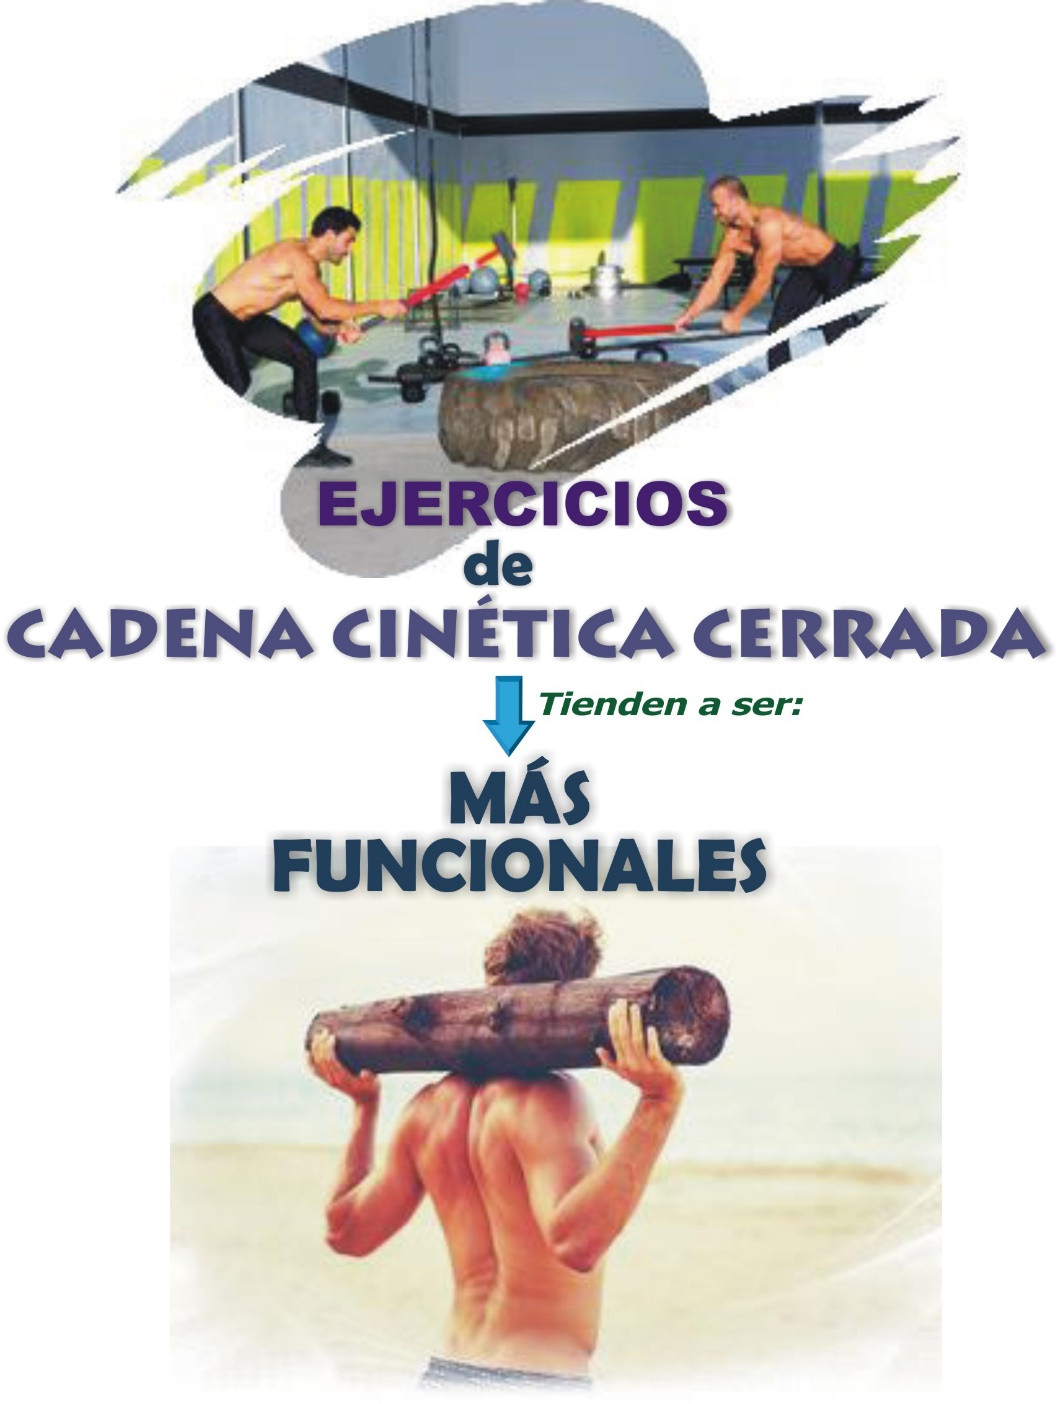 EJERCICIOS
de
CADENA CINÉTICA CERRADA
Tienden a ser:
MÁS
FUNCIONALES